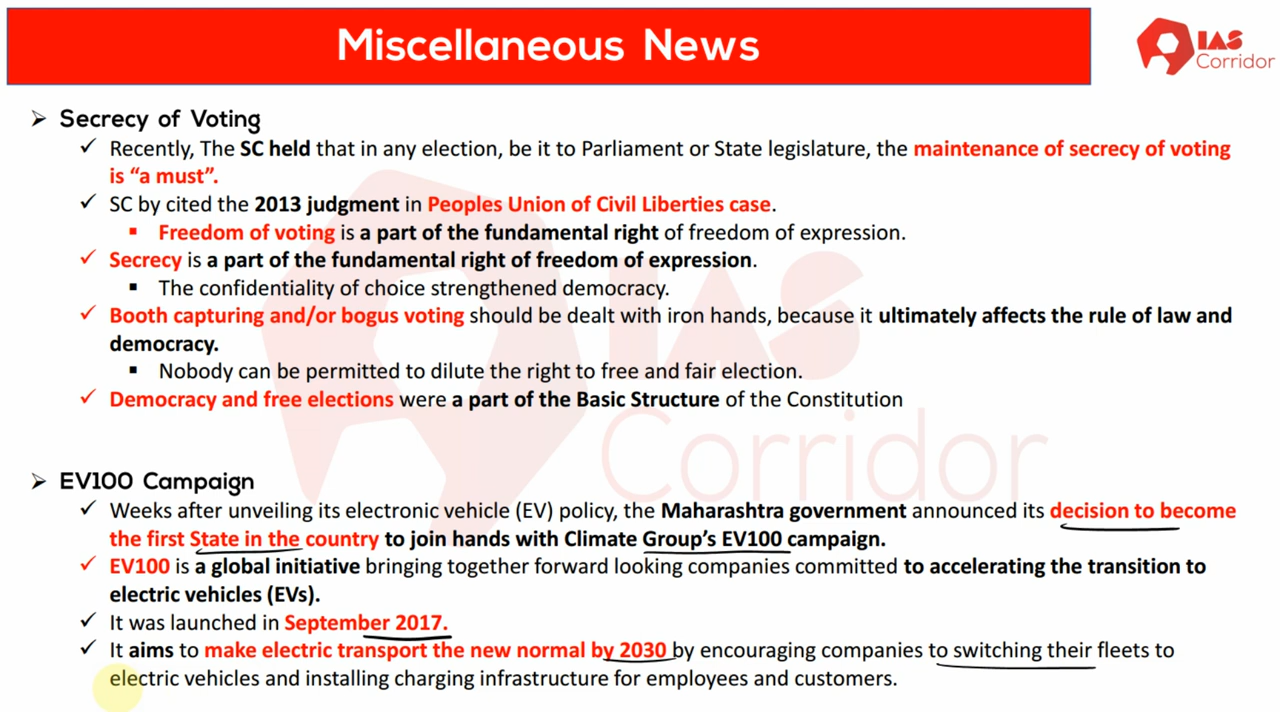 Miscellaneous News
IAS
Corridor
➢ Secrecy of Voting
✓ Recently, The SC held that in any election, be it to Parliament or State legislature, the maintenance of secrecy of voting
is “a must”.
✓ SC by cited the 2013 judgment in Peoples Union of Civil Liberties case.
▪ Freedom of voting is a part of the fundamental right of freedom of expression.
✓ Secrecy is a part of the fundamental right of freedom of expression.
▪ The confidentiality of choice strengthened democracy.
✓ Booth capturing and/or bogus voting should be dealt with iron hands, because it ultimately affects the rule of law and
democracy.
▪ Nobody can be permitted to dilute the right to free and fair election.
✓ Democracy and free elections were a part of the Basic Structure of the Constitution
IAS
Corridor
➢ EV100 Campaign
✓ Weeks after unveiling its electronic vehicle (EV) policy, the Maharashtra government announced its decision to become
the first State in the country to join hands with Climate Group’s EV100 campaign.
✓ EV100 is a global initiative bringing together forward looking companies committed to accelerating the transition to
electric vehicles (EVs).
✓ It was launched in September 2017.
✓ It aims to make electric transport the new normal by 2030 by encouraging companies to switching their fleets to
electric vehicles and installing charging infrastructure for employees and customers.